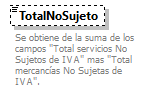 TotalNoSujeto
Se obtiene de la suma de los
campos "Total servicios No
Sujetos de IVA" mas "Total
mercancías No Sujetas de
IVA".